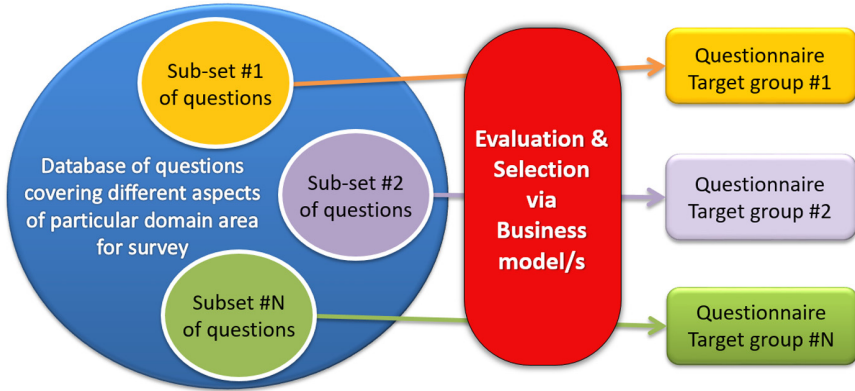 Sub-set #1
of questions
Database of questions
covering different aspects
of particular domain area
for survey
Sub-set #2
of questions
Subset #N
of questions
Evaluation &
Selection
via
Business
model/s
Questionnaire
Target group #1
Questionnaire
Target group #2
Questionnaire
Target group #N